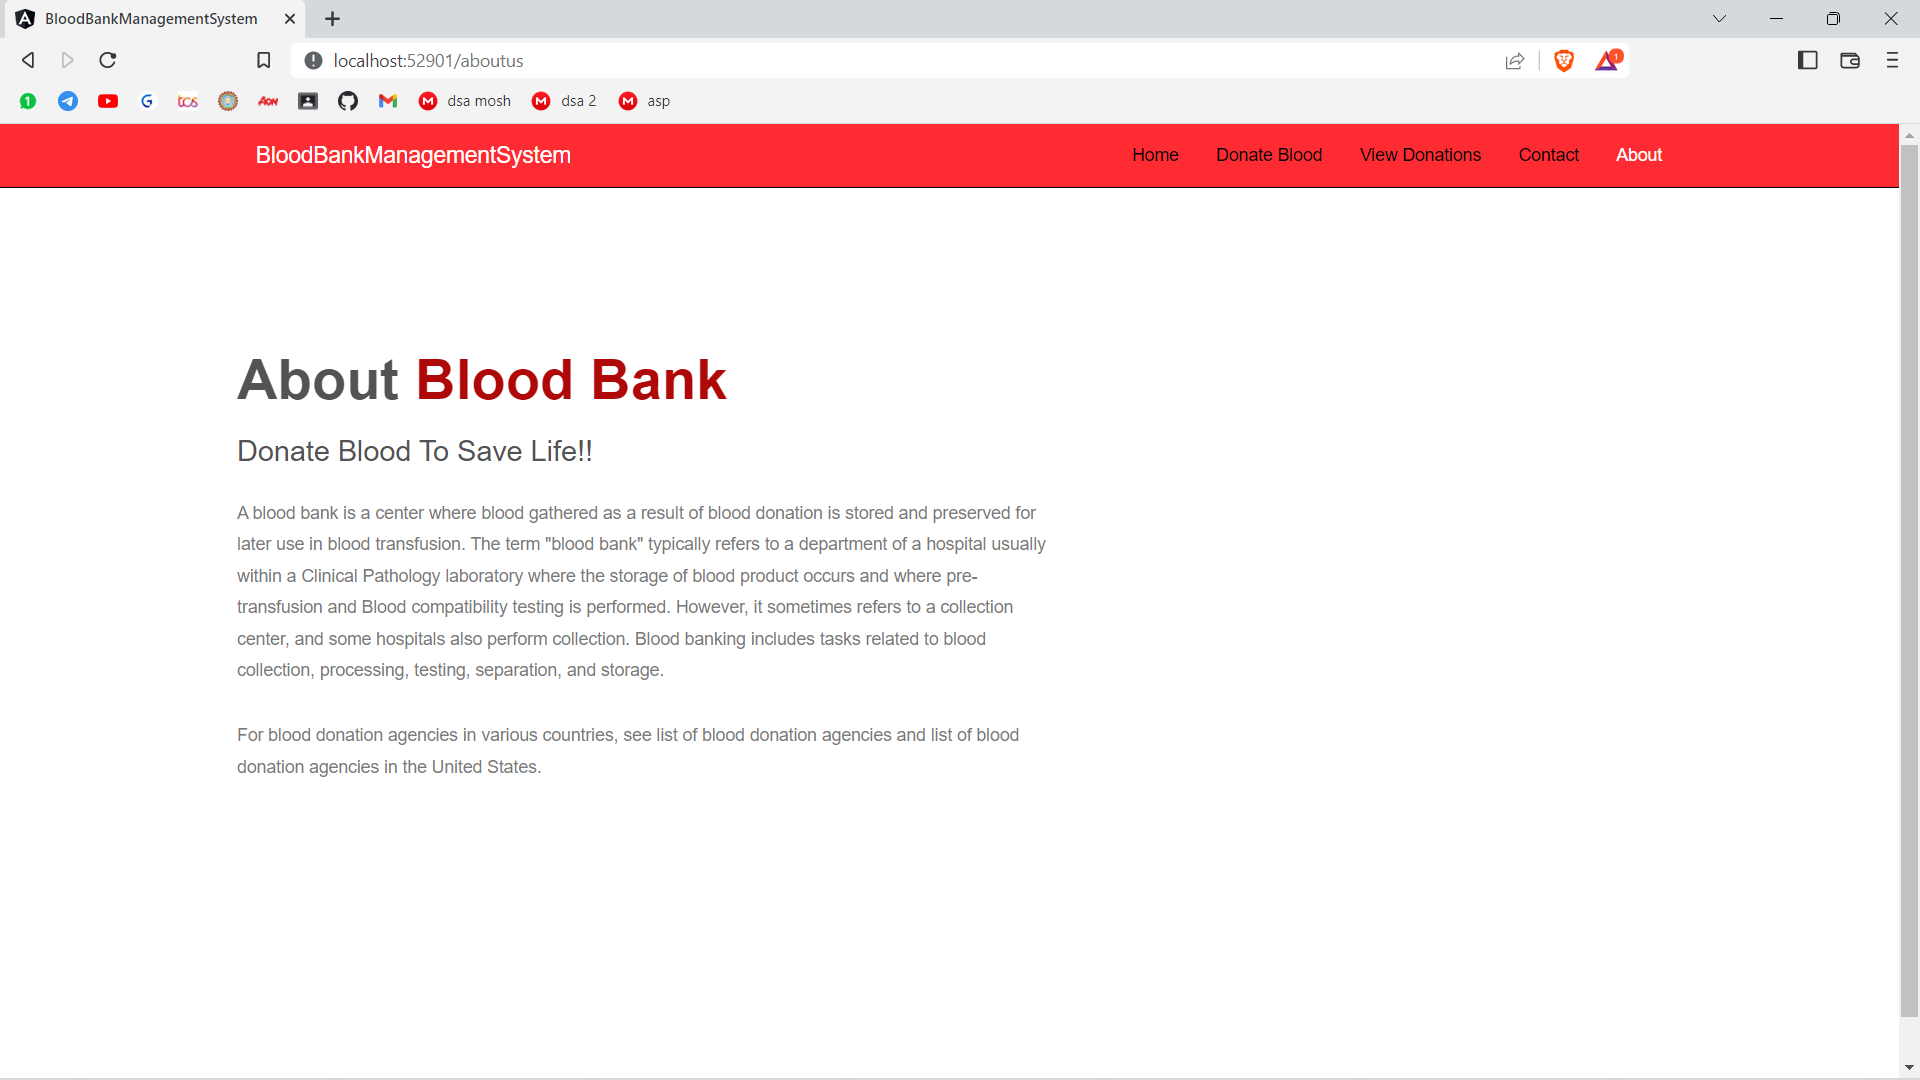 BloodBankManagementSystem
localhost:52901/aboutus
1
1
G
tcs
AON
M dsa mosh
M dsa 2
M asp
BloodBankManagementSystem
Home
Donate Blood
View Donations
Contact
About
About Blood Bank
Donate Blood To Save Life!!
A blood bank is a center where blood gathered as a result of blood donation is stored and preserved for
later use in blood transfusion. The term "blood bank" typically refers to a department of a hospital usually
within a Clinical Pathology laboratory where the storage of blood product occurs and where pre-
transfusion and Blood compatibility testing is performed. However, it sometimes refers to a collection
center, and some hospitals also perform collection. Blood banking includes tasks related to blood
collection, processing, testing, separation, and storage.
For blood donation agencies in various countries, see list of blood donation agencies and list of blood
donation agencies in the United States.